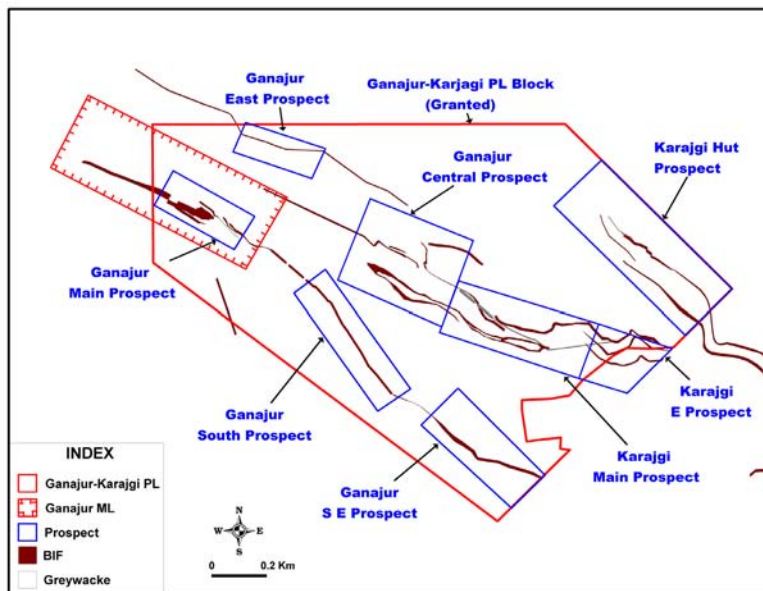 Ganajur
East Prospect
Ganajur-Karjagi PL Block
(Granted)
Ganajur
Central Prospect
Karajgi Hut
Prospect
Ganajur
Main Prospect
Ganajur
South Prospect
Ganajur
S E Prospect
Karajgi
Main Prospect
Karajgi
E Prospect
INDEX
Ganajur-Karajgi PL
Ganajur ML
Prospect
BIF
Greywacke
N
W E
S
0 0.2 Km